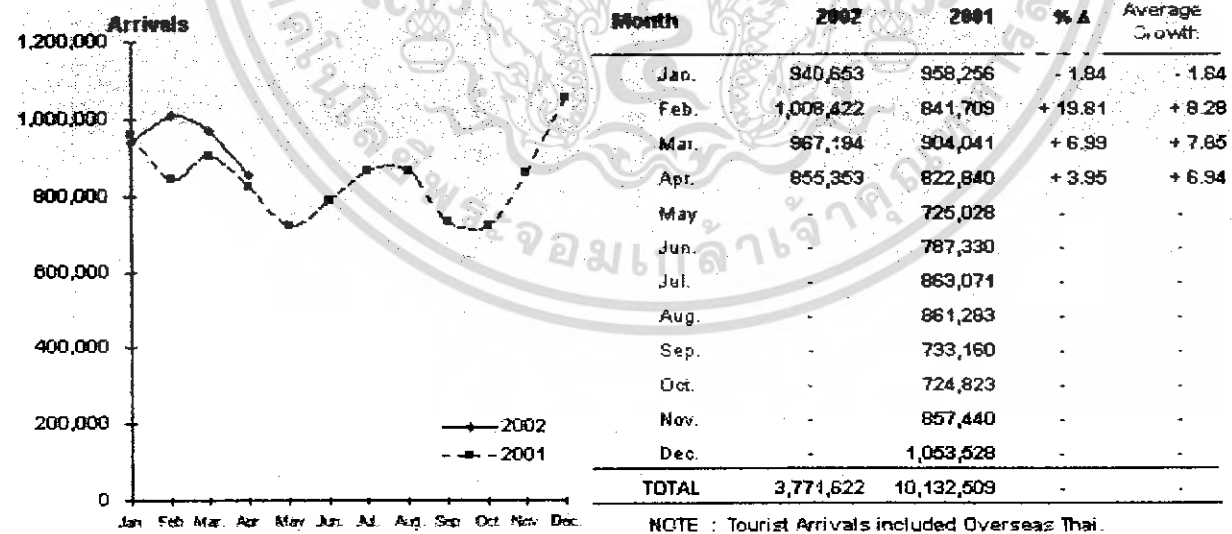 Arrivals
1,200,000
1,000,000
800,000
600,000
400,000
200,000
0
Jan Feb Mar. Apr May Jun. Jul. Aug. Sep Oct Nov Dec.
2002
2001
Month 2002 2001 % Δ Average Growth
Jan. 940,653 958,256 - 1.84 - 1.84
Feb. 1,008,422 841,709 + 19.81 + 8.28
Mar. 967,194 904,041 + 6.99 + 7.85
Apr. 855,353 822,840 + 3.95 + 6.94
May - 725,028 - -
Jun. - 787,330 - -
Jul. - 863,071 - -
Aug. - 861,283 - -
Sep. - 733,160 - -
Oct. - 724,823 - -
Nov. - 857,440 - -
Dec. - 1,053,528 - -
TOTAL 3,771,622 10,132,509 - -
NOTE : Tourist Arrivals included Overseas Thai.